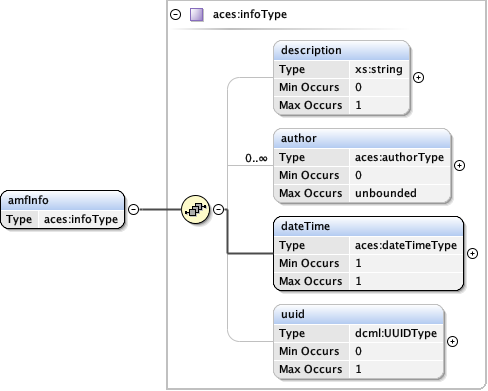 aces:infoType
description
Type xs:string
Min Occurs 0
Max Occurs 1
0..∞
author
Type aces:authorType
Min Occurs 0
Max Occurs unbounded
amfInfo
Type aces:infoType
dateTime
Type aces:dateTimeType
Min Occurs 1
Max Occurs 1
uuid
Type dcml:UUIDType
Min Occurs 0
Max Occurs 1